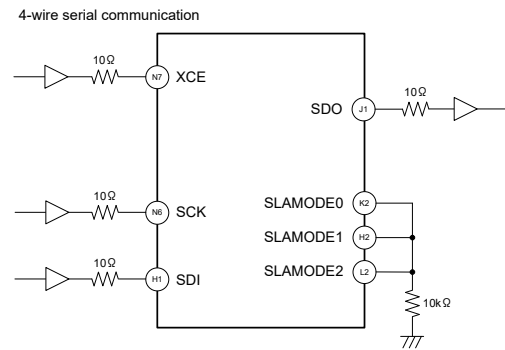 4-wire serial communication
10Ω
N7 XCE
SDO J1
10Ω
SLAMODE0 K2
10Ω
N6 SCK
SLAMODE1 H2
10Ω
H1 SDI
SLAMODE2 L2
10kΩ